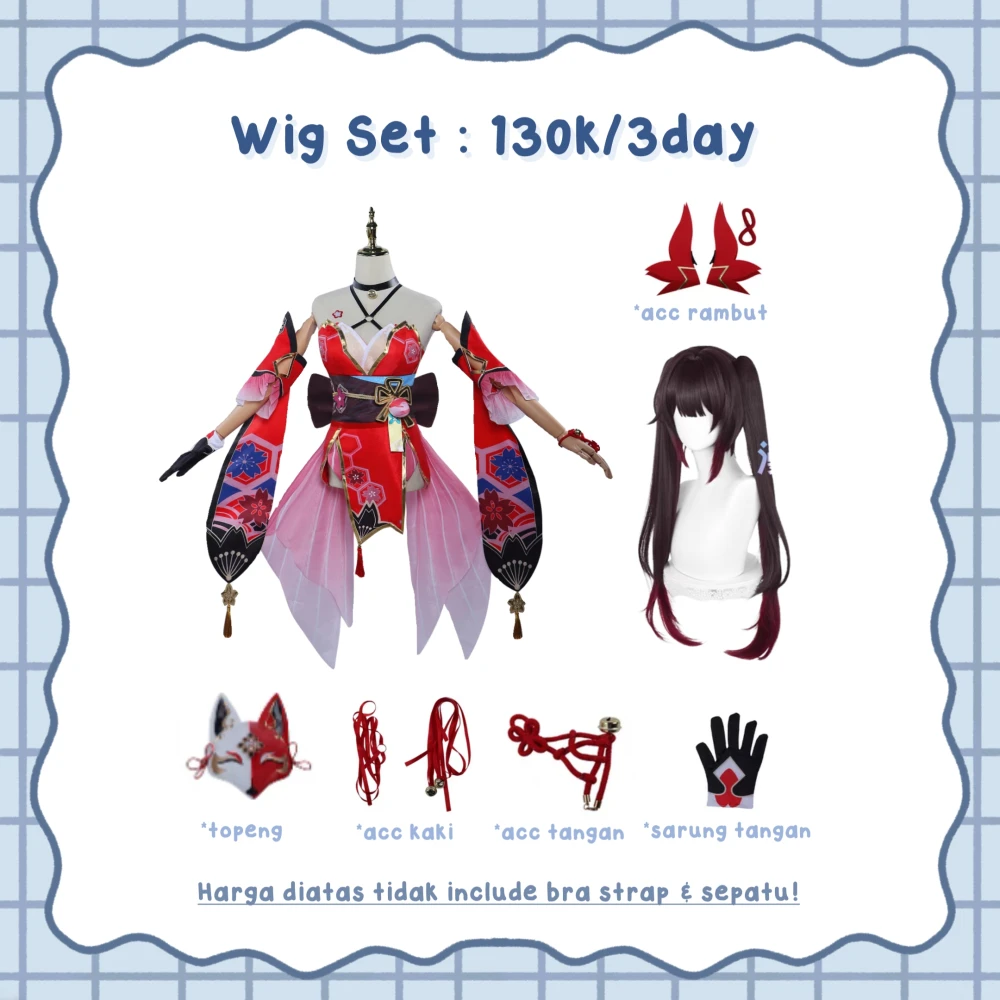 Wig Set : 130k/3day
*acc rambut
*topeng
*acc kaki
*acc tangan
*sarung tangan
Harga diatas tidak include bra strap & sepatu!